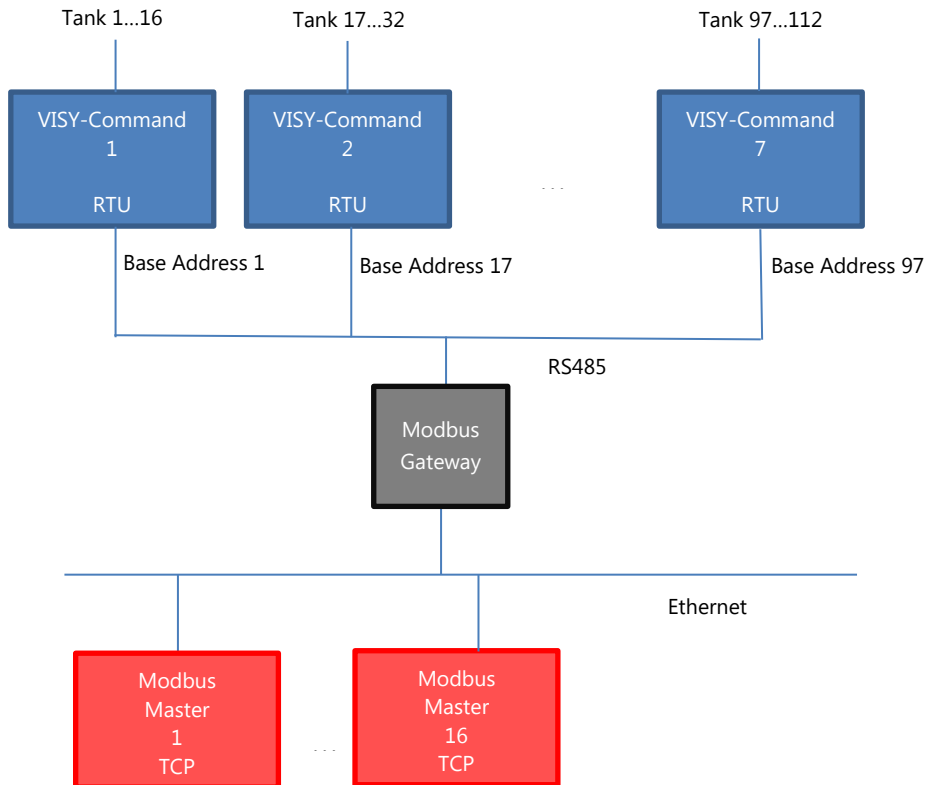 Tank 1...16
Tank 17...32
Tank 97...112
VISY-Command
1
RTU
VISY-Command
2
RTU
...
VISY-Command
7
RTU
Base Address 1
Base Address 17
Base Address 97
RS485
Modbus
Gateway
Ethernet
Modbus
Master
1
TCP
...
Modbus
Master
16
TCP